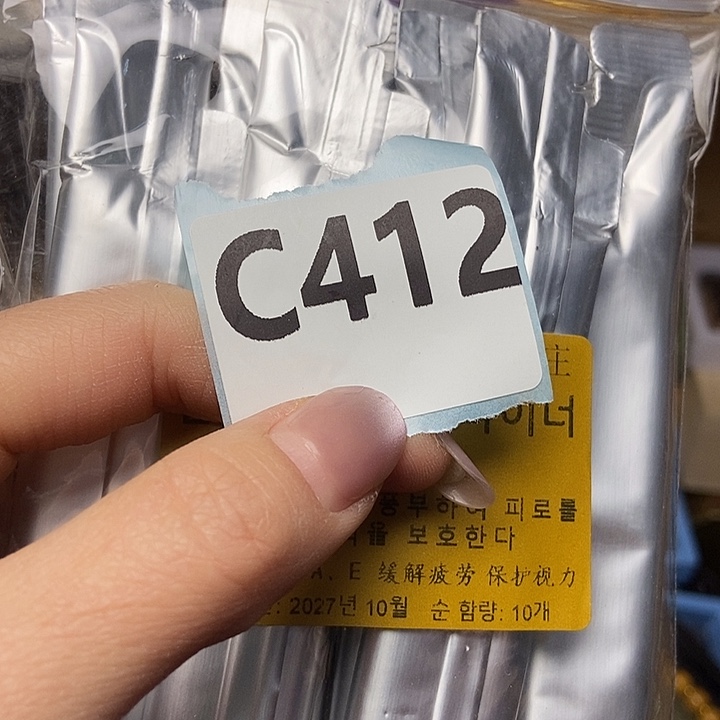 C412
庄
이너
풍부하여 피로를
을 보호한다
A、E 缓解疲劳 保护视力
: 2027년 10월 순 함량: 10개